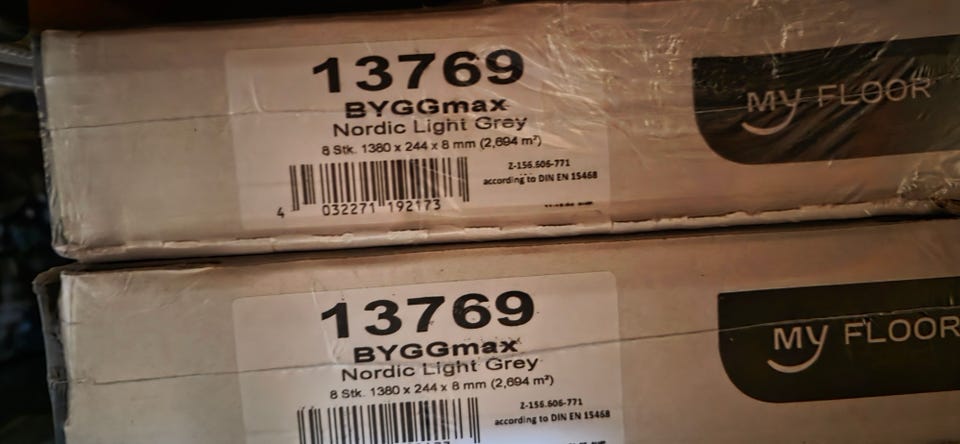 13769
BYGGmax
Nordic Light Grey
8 Stk. 1380 x 244 x 8 mm (2,694 m²)
Z-156.606-771
according to DIN EN 15468
4 032271 192173
MY FLOOR
13769
BYGGmax
Nordic Light Grey
8 Stk. 1380 x 244 x 8 mm (2,694 m²)
Z-156.606-771
according to DIN EN 15468
MY FLOOR